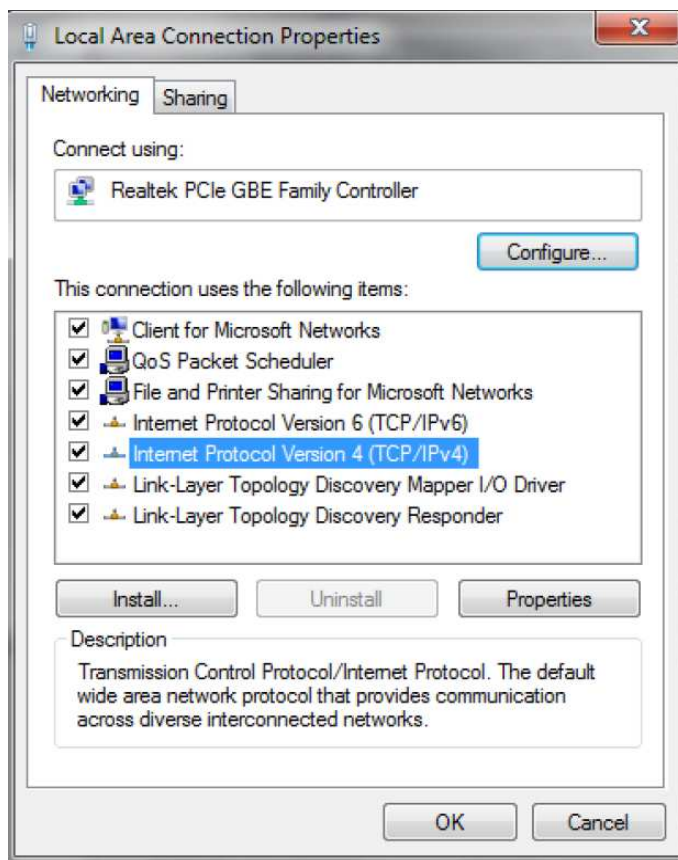 Local Area Connection Properties
X
Networking Sharing
Connect using:
Realtek PCIe GBE Family Controller
Configure...
This connection uses the following items:
Client for Microsoft Networks
QoS Packet Scheduler
File and Printer Sharing for Microsoft Networks
Internet Protocol Version 6 (TCP/IPv6)
Internet Protocol Version 4 (TCP/IPv4)
Link-Layer Topology Discovery Mapper I/O Driver
Link-Layer Topology Discovery Responder
Install... Uninstall Properties
Description
Transmission Control Protocol/Internet Protocol. The default
wide area network protocol that provides communication
across diverse interconnected networks.
OK Cancel